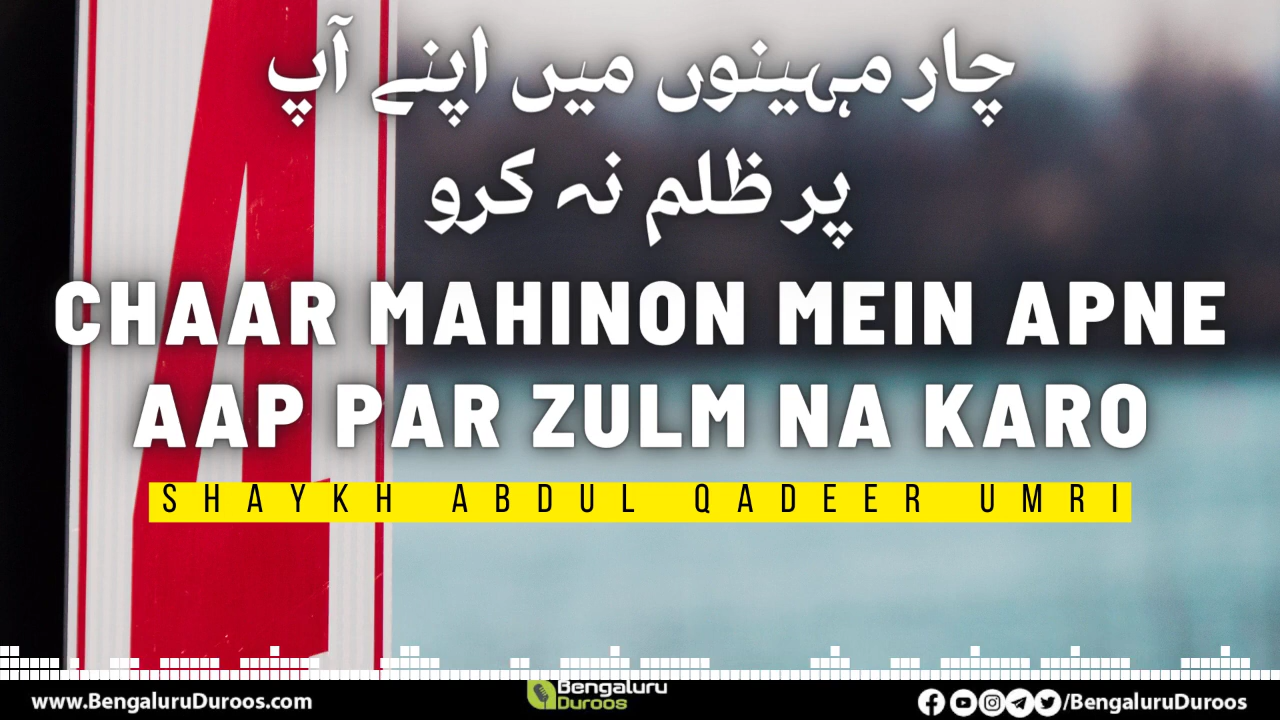 چار مہینوں میں اپنے آپ
پر ظلم نہ کرو
CHAAR MAHINON MEIN APNE
AAP PAR ZULM NA KARO
SHAYKH ABDUL QADEER UMRI
www.BengaluruDuroos.com
Bengaluru
Duroos
/BengaluruDuroos